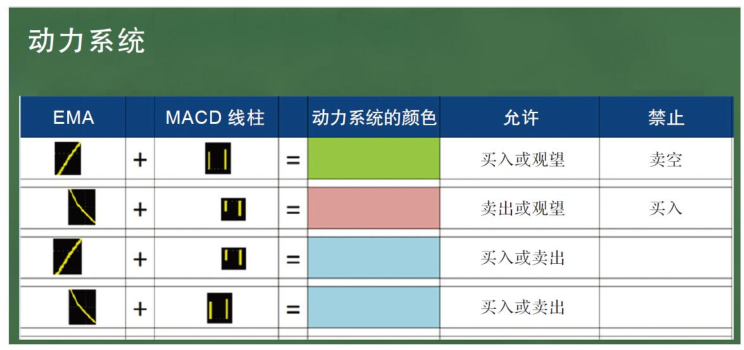 动力系统
EMA MACD 线柱 动力系统的颜色 允许 禁止
+ = 买入或观望 卖空
+ = 卖出或观望 买入
+ = 买入或卖出
+ = 买入或卖出